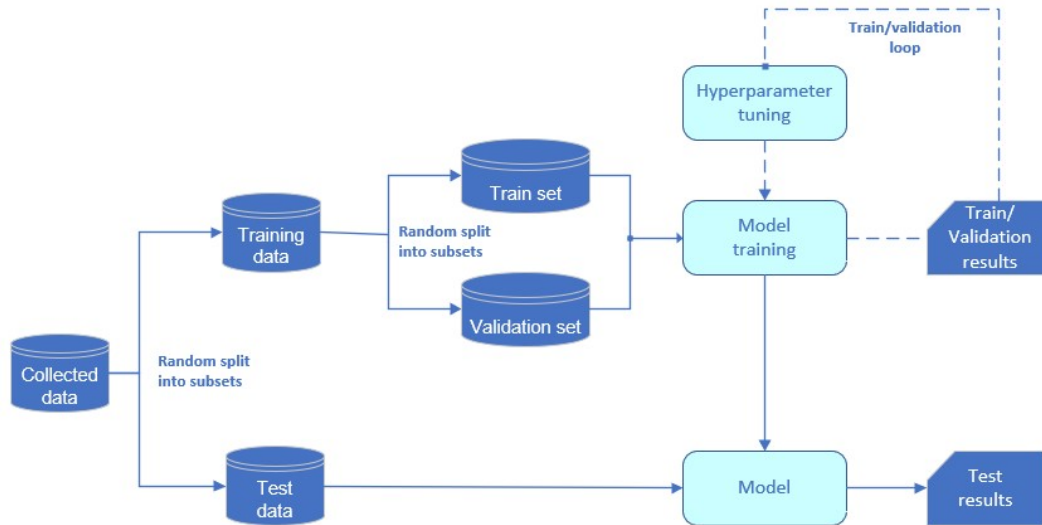 Train/validation
loop
Hyperparameter
tuning
Train set
Training
data
Random split
into subsets
Model
training
Train/
Validation
results
Validation set
Collected
data
Random split
into subsets
Test
data
Model
Test
results